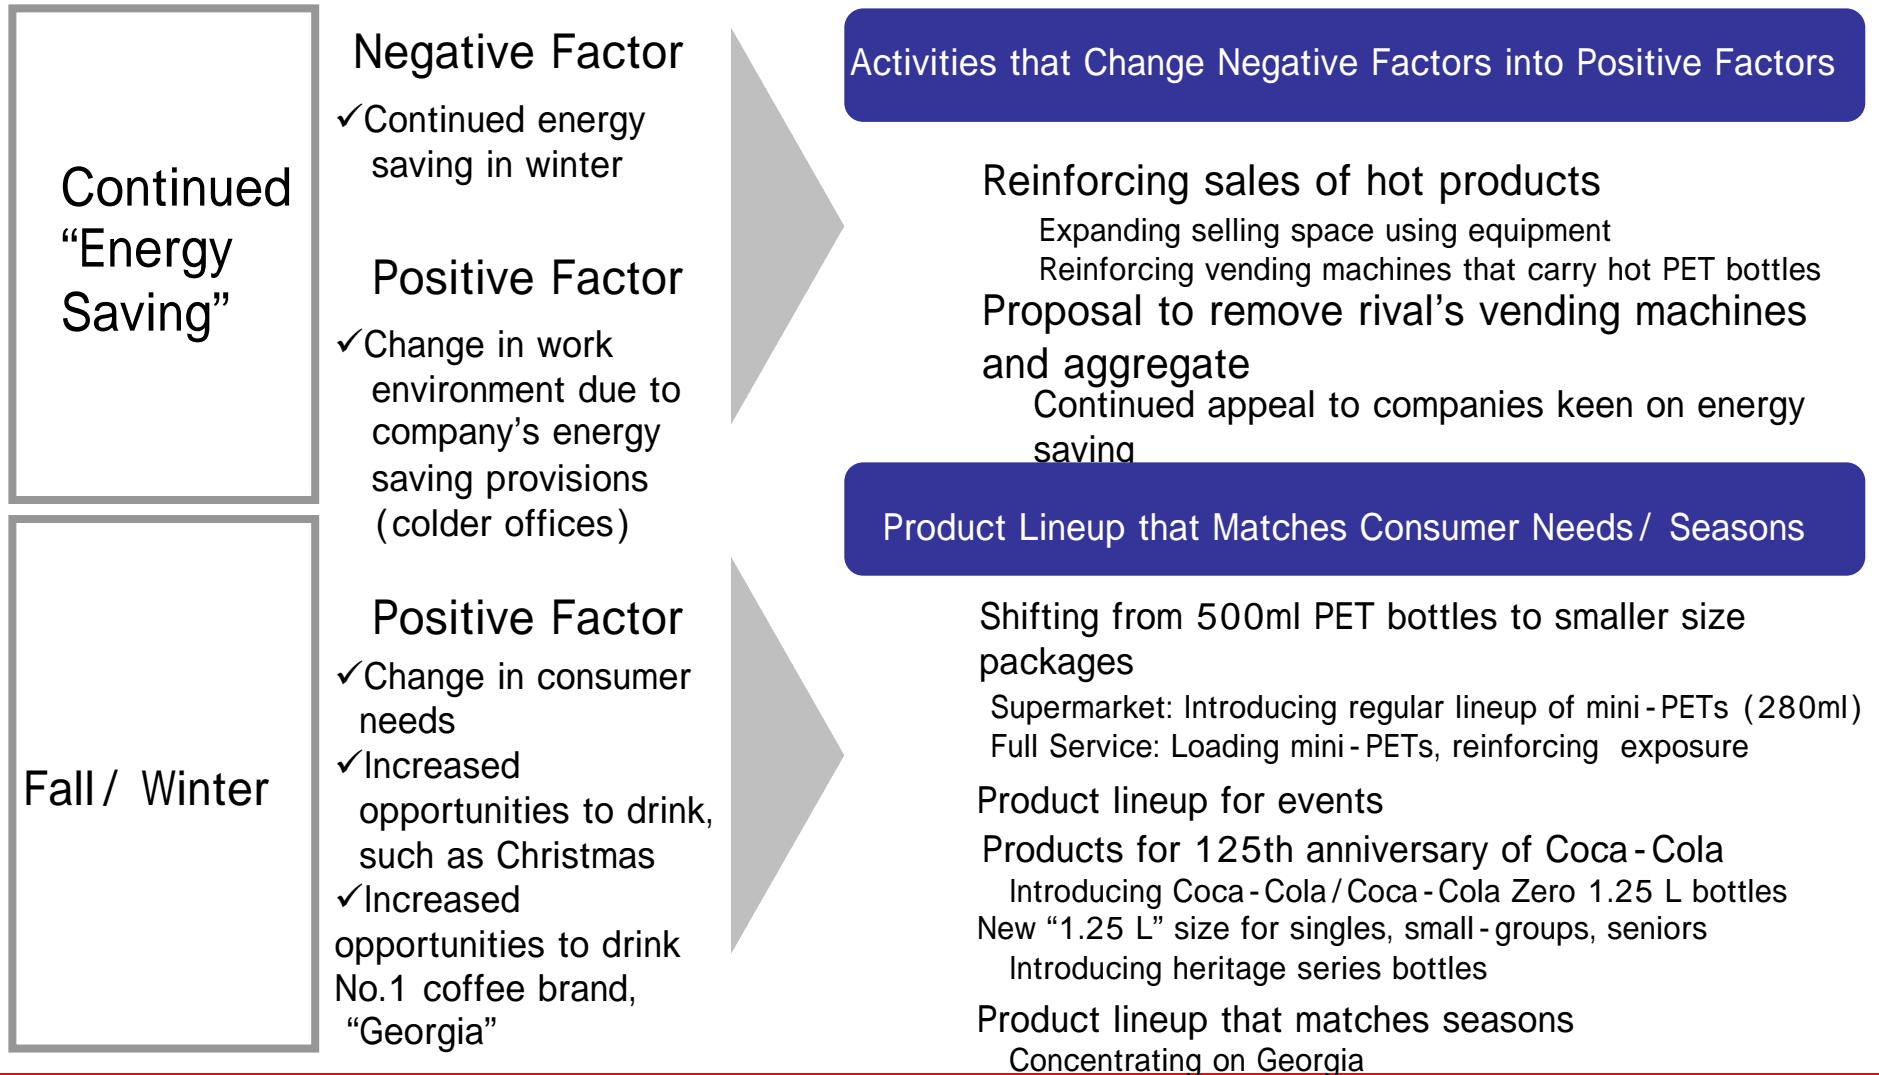 Continued
“Energy
Saving”
Negative Factor
✓Continued energy
saving in winter
Positive Factor
✓Change in work
environment due to
company’s energy
saving provisions
(colder offices)
Activities that Change Negative Factors into Positive Factors
Reinforcing sales of hot products
Expanding selling space using equipment
Reinforcing vending machines that carry hot PET bottles
Proposal to remove rival’s vending machines
and aggregate
Continued appeal to companies keen on energy
saving
Fall/ Winter
Positive Factor
✓Change in consumer
needs
✓Increased
opportunities to drink,
such as Christmas
✓Increased
opportunities to drink
No.1 coffee brand,
“Georgia”
Product Lineup that Matches Consumer Needs/ Seasons
Shifting from 500ml PET bottles to smaller size
packages
Supermarket: Introducing regular lineup of mini-PETs (280ml)
Full Service: Loading mini-PETs, reinforcing exposure
Product lineup for events
Products for 125th anniversary of Coca-Cola
Introducing Coca-Cola/Coca-Cola Zero 1.25 L bottles
New “1.25 L” size for singles, small-groups, seniors
Introducing heritage series bottles
Product lineup that matches seasons
Concentrating on Georgia